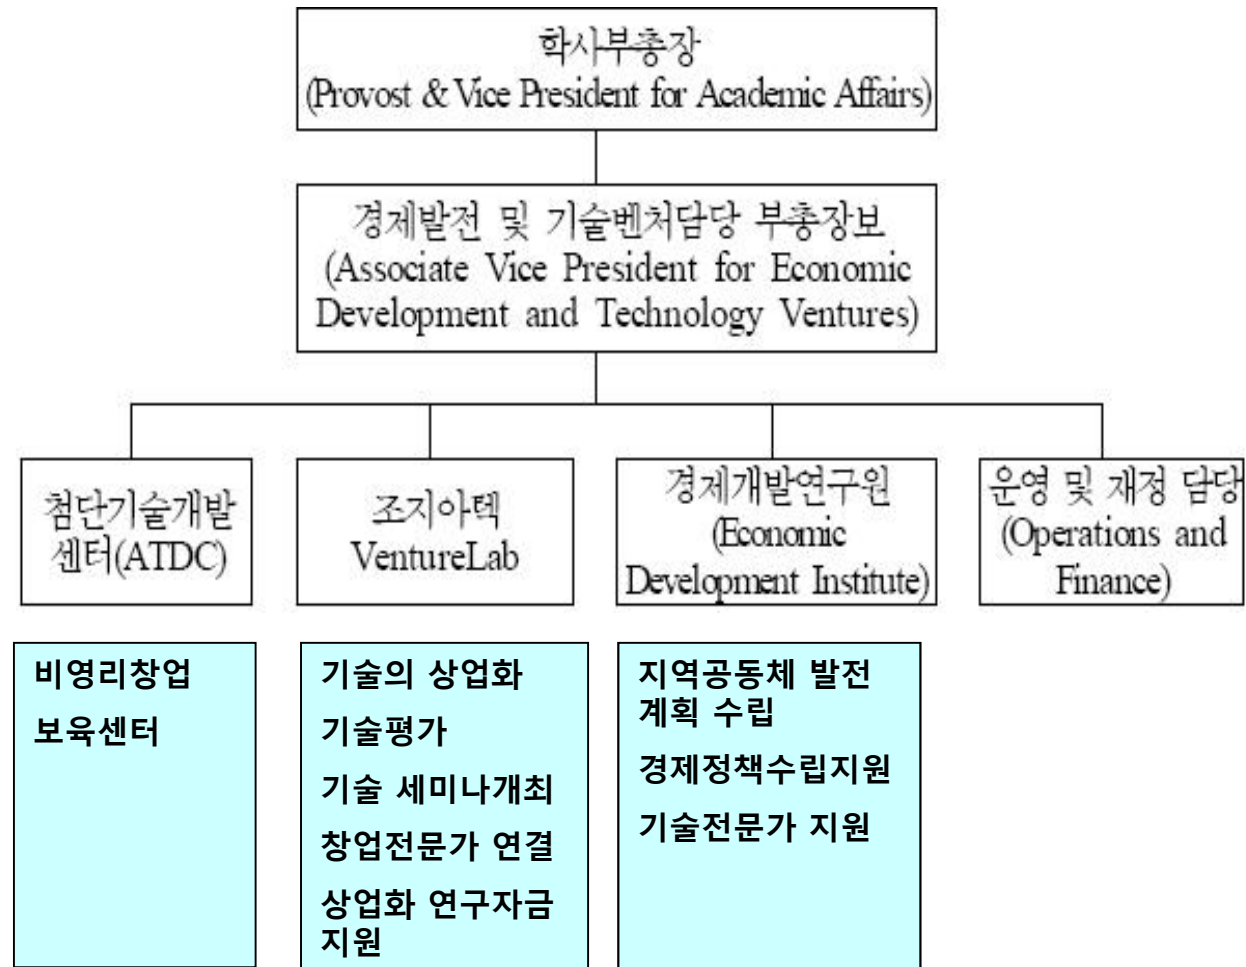 학사부총장
(Provost & Vice President for Academic Affairs)
경제발전 및 기술벤처담당 부총장보
(Associate Vice President for Economic
Development and Technology Ventures)
첨단기술개발
센터(ATDC)
조지아텍
VentureLab
경제개발연구원
(Economic
Development Institute)
운영 및 재정 담당
(Operations and
Finance)
비영리창업
보육센터
기술의 상업화
기술평가
기술 세미나개최
창업전문가 연결
상업화 연구자금
지원
지역공동체 발전
계획 수립
경제정책수립지원
기술전문가 지원